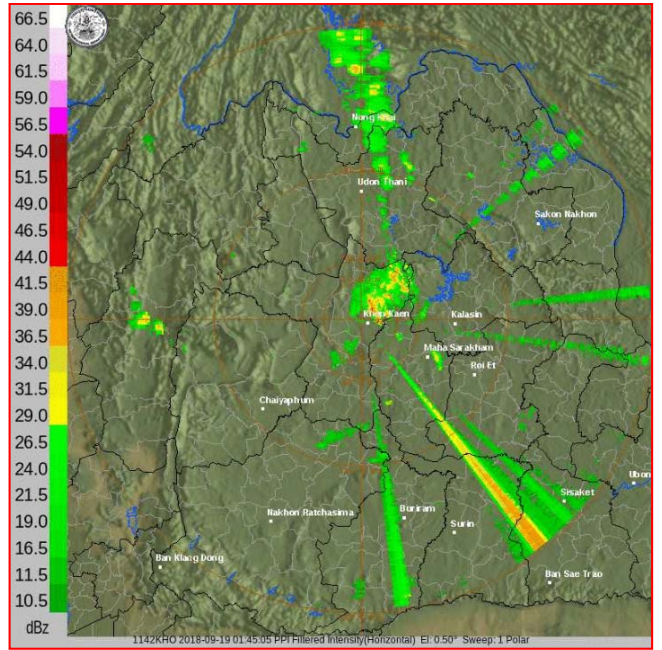 66.5
64.0
61.5
59.0
56.5
54.0
51.5
49.0
46.5
44.0
41.5
39.0
36.5
34.0
31.5
29.0
26.5
24.0
21.5
19.0
16.5
11.5
10.5
dBz
Nong Khai
Udon Thani
Sakon Nakhon
Khon Kaen
Kalasin
Maha Sarakham
Roi Et
Chaiyaphum
Ubon
Sisaket
Buriram
Nakhon Ratchasima
Surin
Ban Klang Dong
Ban Sae Trao
1142KHO 2018-09-19 01:45:05 PPI Filtered Intensity(Horizontal) El: 0.50° Sweep: 1 Polar